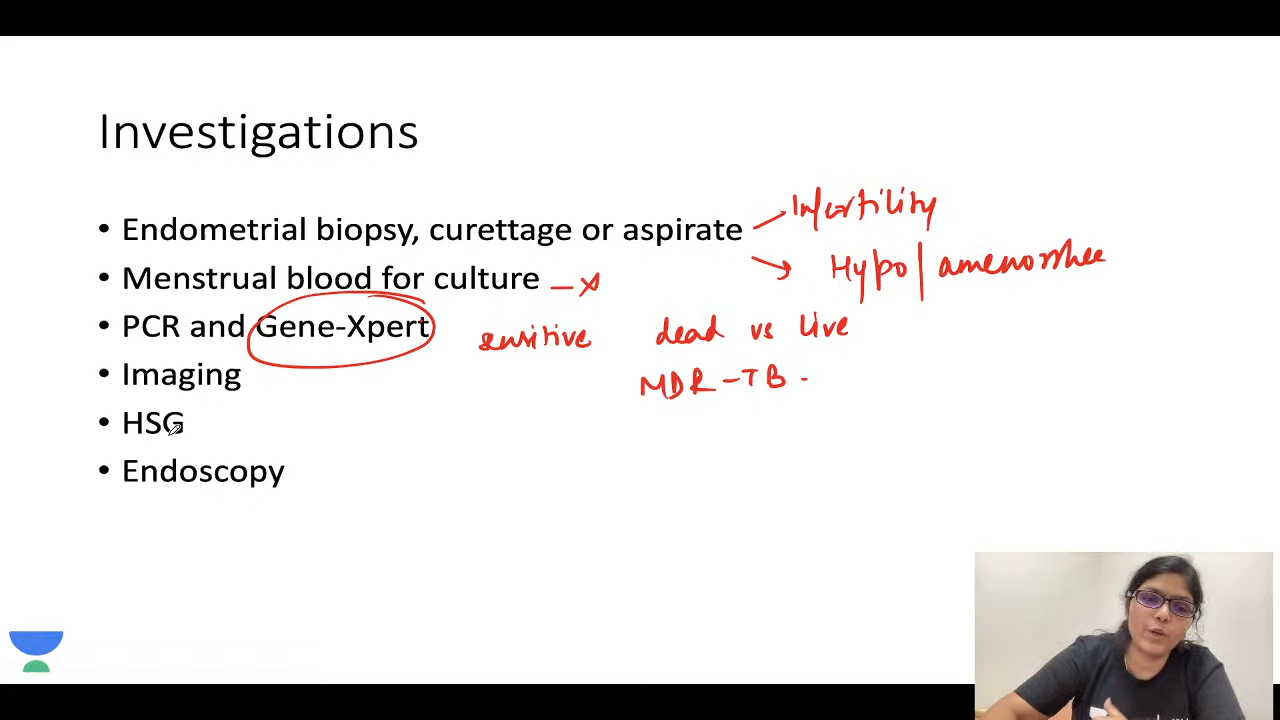 Investigations
• Endometrial biopsy, curettage or aspirate
Infertility
Hypo | amenorrhee
• Menstrual blood for culture – x
• PCR and Gene-Xpert
sensitive dead vs live
MDR – TB .
• Imaging
• HSG
• Endoscopy